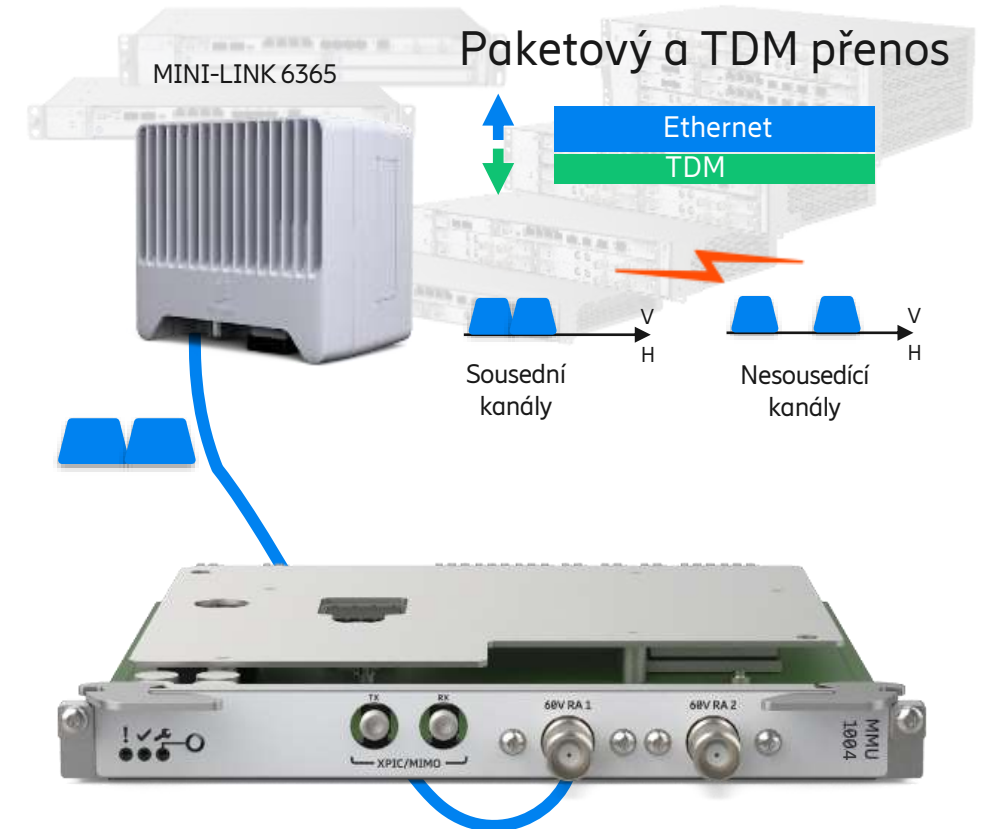 Paketový a TDM přenos
MINI-LINK 6365
Ethernet
TDM
V
H
V
H
Sousední
kanály
Nesousedící
kanály
TX
RX
60V RA 1
60V RA 2
XPIC/MIMO
MMU
1004